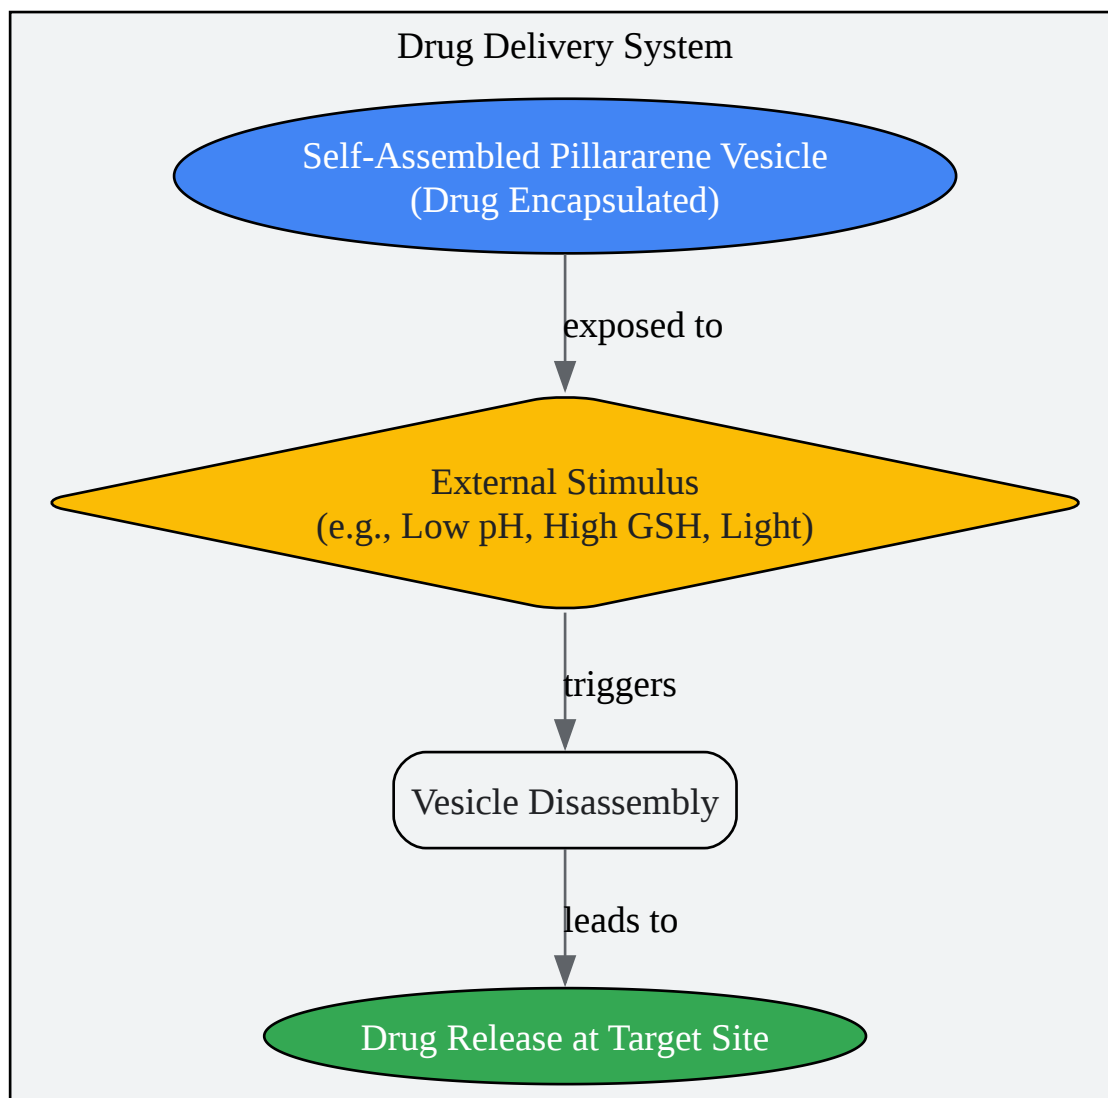 Drug Delivery System
Self-Assembled Pillararene Vesicle
(Drug Encapsulated)
exposed to
External Stimulus
(e.g., Low pH, High GSH, Light)
triggers
Vesicle Disassembly
leads to
Drug Release at Target Site